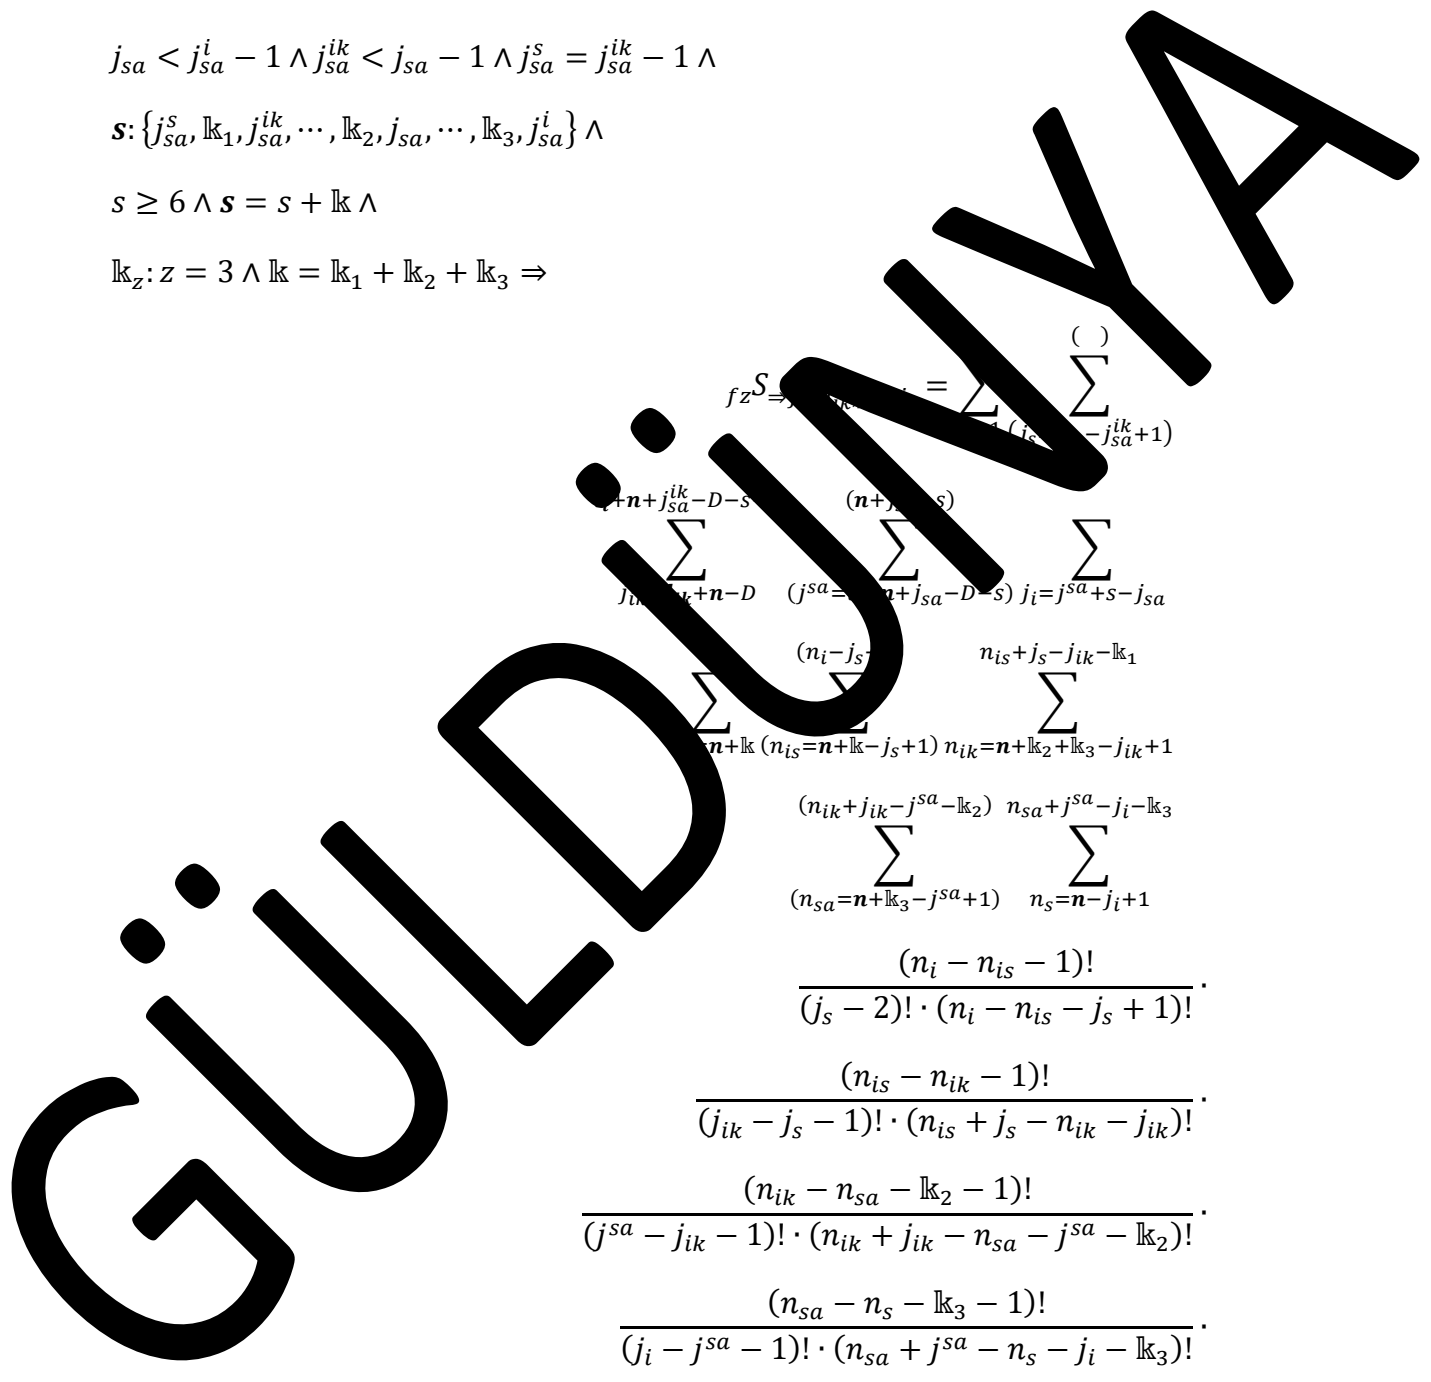 j_{sa} < j_{sa}^{i} − 1 ∧ j_{sa}^{ik} < j_{sa} − 1 ∧ j_{sa}^{s} = j_{sa}^{ik} − 1 ∧
s: {j_{sa}^{s}, 𝕜_1, j_{sa}^{ik}, ⋯, 𝕜_2, j_{sa}, ⋯, 𝕜_3, j_{sa}^{i}} ∧
s ≥ 6 ∧ s = s + 𝕜 ∧
𝕜_z: z = 3 ∧ 𝕜 = 𝕜_1 + 𝕜_2 + 𝕜_3 ⇒
( )
_{fz}S_{⇒} = ∑ ∑
−j_{sa}^{ik}+1)
+n+j_{sa}^{ik}−D−s (n+j s)
∑ ∑ ∑
+n−D (j^{sa}= n+j_{sa}−D−s) j_i=j^{sa}+s−j_{sa}
(n_i−j_s n_{is}+j_s−j_{ik}−𝕜_1
∑ ∑ ∑
n+𝕜 (n_{is}=n+𝕜−j_s+1) n_{ik}=n+𝕜_2+𝕜_3−j_{ik}+1
(n_{ik}+j_{ik}−j^{sa}−𝕜_2) n_{sa}+j^{sa}−j_i−𝕜_3
∑ ∑
(n_{sa}=n+𝕜_3−j^{sa}+1) n_s=n−j_i+1
(n_i − n_{is} − 1)!
(j_s − 2)! · (n_i − n_{is} − j_s + 1)! ·
(n_{is} − n_{ik} − 1)!
(j_{ik} − j_s − 1)! · (n_{is} + j_s − n_{ik} − j_{ik})! ·
(n_{ik} − n_{sa} − 𝕜_2 − 1)!
(j^{sa} − j_{ik} − 1)! · (n_{ik} + j_{ik} − n_{sa} − j^{sa} − 𝕜_2)! ·
(n_{sa} − n_s − 𝕜_3 − 1)!
(j_i − j^{sa} − 1)! · (n_{sa} + j^{sa} − n_s − j_i − 𝕜_3)! ·
GÜLDÜNYA